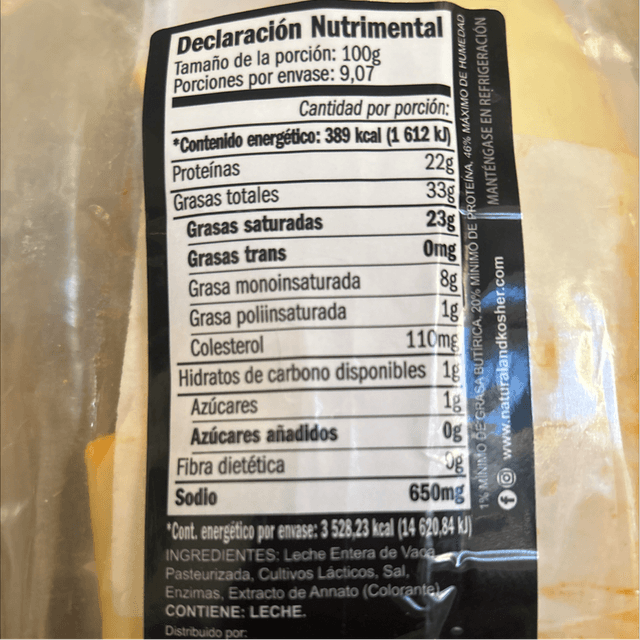 Declaración Nutrimental
Tamaño de la porción: 100g
Porciones por envase: 9,07
Cantidad por porción:
*Contenido energético: 389 kcal (1 612 kJ)
Proteínas 22g
Grasas totales 33g
Grasas saturadas 23g
Grasas trans 0mg
Grasa monoinsaturada 8g
Grasa poliinsaturada 1g
Colesterol 110mg
Hidratos de carbono disponibles 1g
Azúcares 1g
Azúcares añadidos 0g
Fibra dietética 0g
Sodio 650mg
*Cont. energético por envase: 3 528,23 kcal (14 620,84 kJ)
INGREDIENTES: Leche Entera de Vaca
Pasteurizada, Cultivos Lácticos, Sal,
Enzimas, Extracto de Annato (Colorante)
CONTIENE: LECHE.
Distribuido por:
1% MÍNIMO DE GRASA BUTÍRICA, 20% MÍNIMO DE PROTEÍNA, 46% MÁXIMO DE HUMEDAD
MANTÉNGASE EN REFRIGERACIÓN
www.naturalandkosher.com